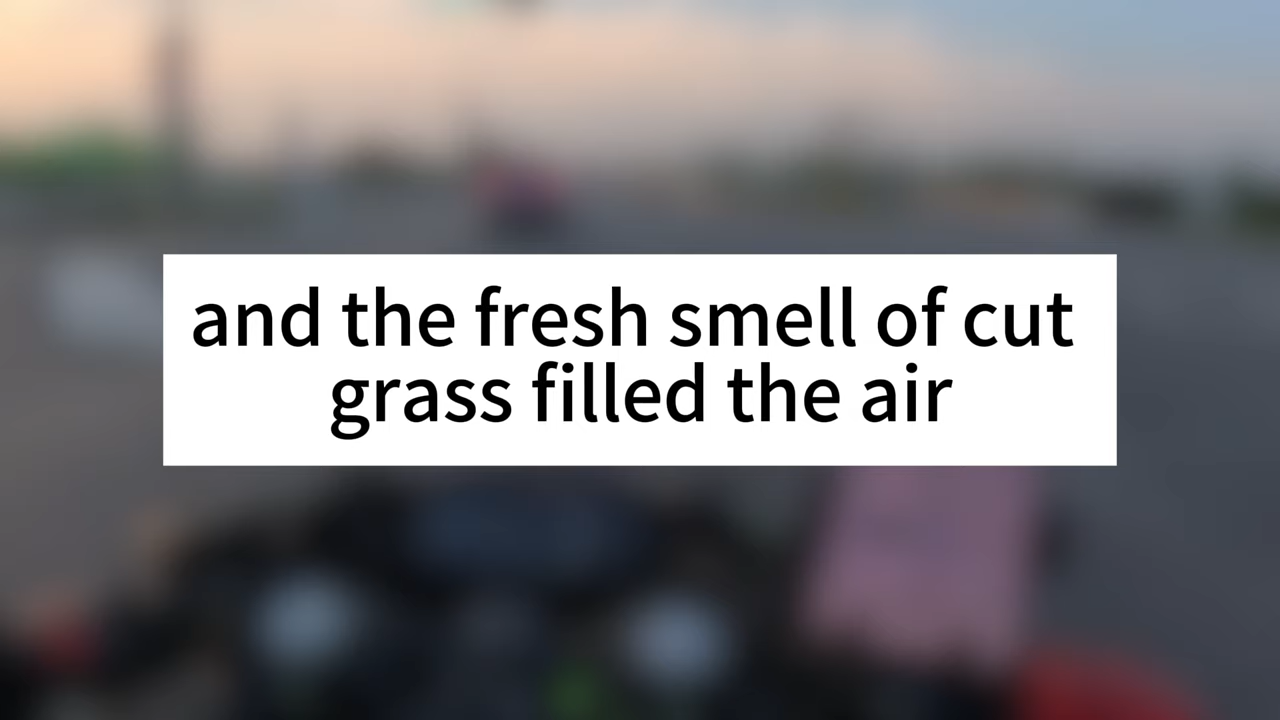 and the fresh smell of cut
grass filled the air